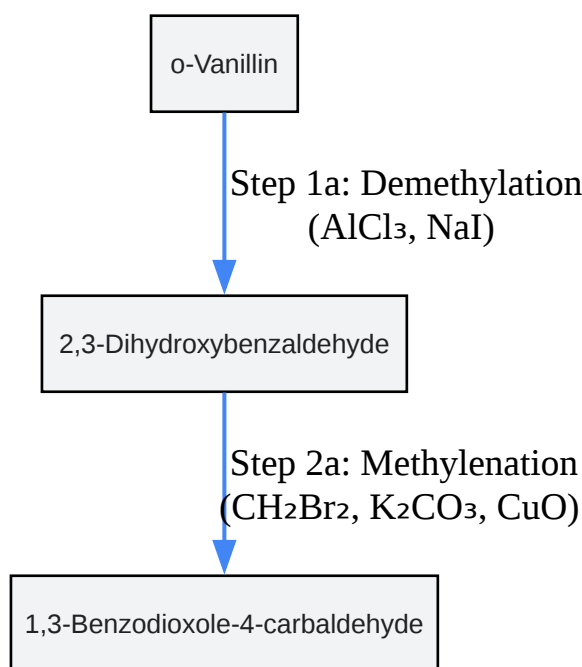 o-Vanillin
Step 1a: Demethylation
(AlCl₃, NaI)
2,3-Dihydroxybenzaldehyde
Step 2a: Methylenation
(CH₂Br₂, K₂CO₃, CuO)
1,3-Benzodioxole-4-carbaldehyde